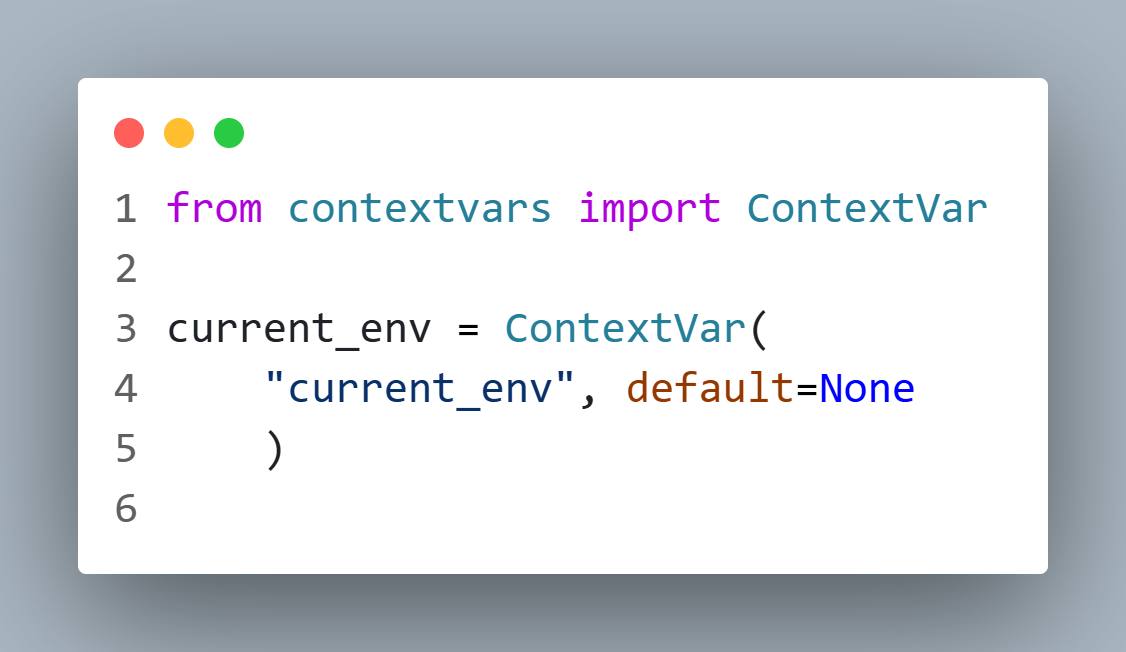 1 from contextvars import ContextVar
2
3 current_env = ContextVar(
4     "current_env", default=None
5     )
6